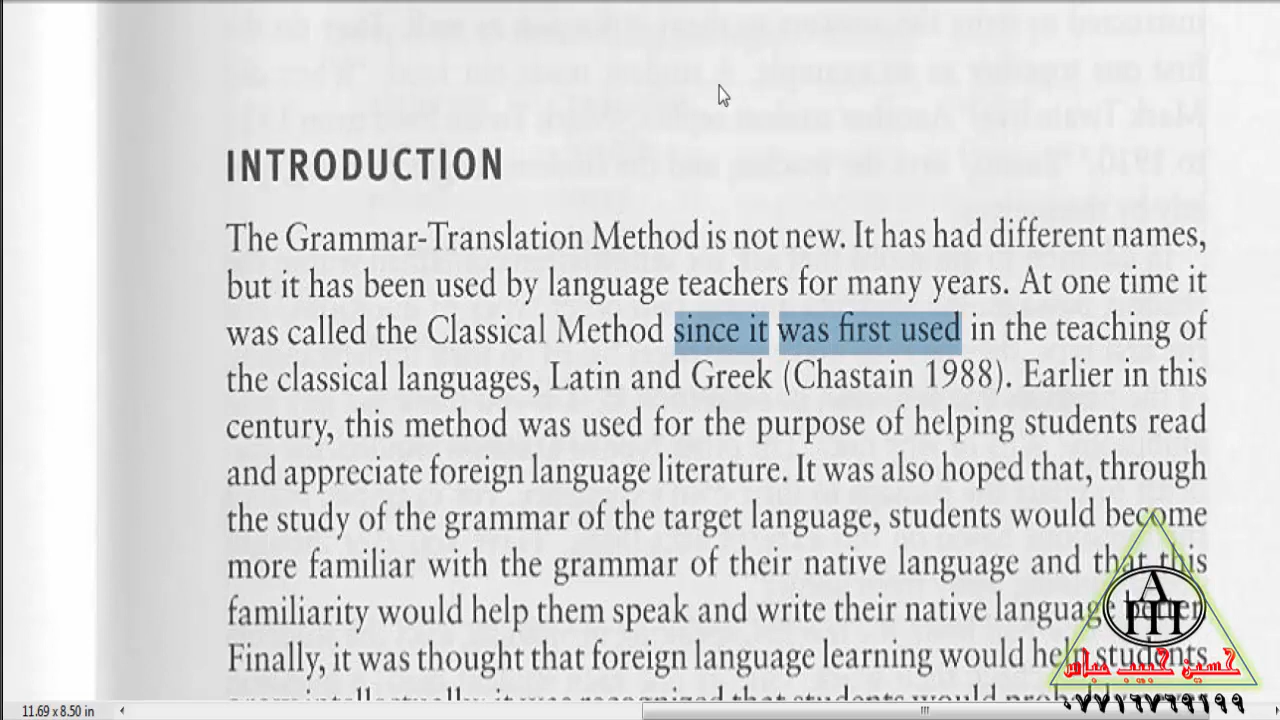 INTRODUCTION
The Grammar-Translation Method is not new. It has had different names,
but it has been used by language teachers for many years. At one time it
was called the Classical Method since it was first used in the teaching of
the classical languages, Latin and Greek (Chastain 1988). Earlier in this
century, this method was used for the purpose of helping students read
and appreciate foreign language literature. It was also hoped that, through
the study of the grammar of the target language, students would become
more familiar with the grammar of their native language and that this
familiarity would help them speak and write their native language better.
Finally, it was thought that foreign language learning would help students
حسين حبيب عباس
11.69 x 8.50 in